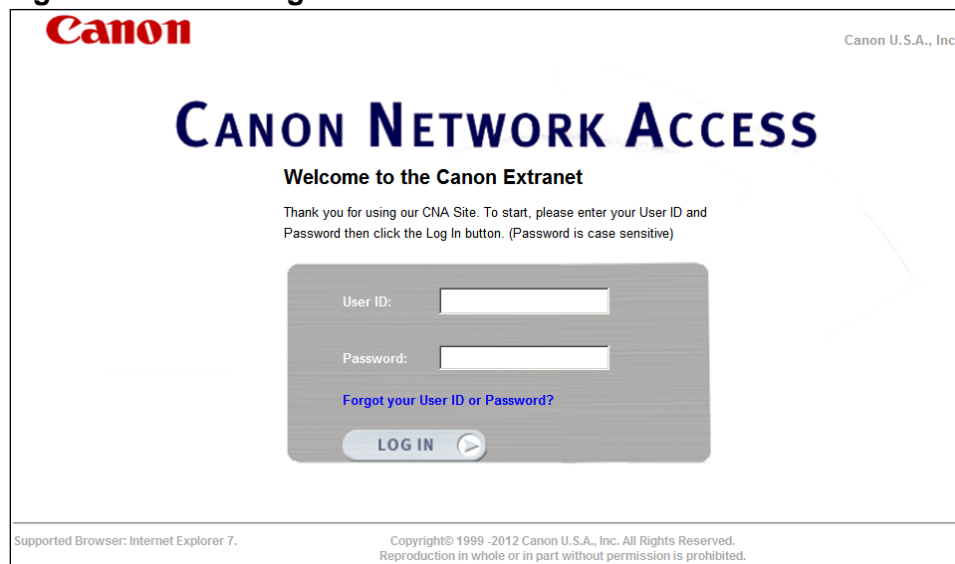 Canon
Canon U.S.A., Inc
CANON NETWORK ACCESS
Welcome to the Canon Extranet
Thank you for using our CNA Site. To start, please enter your User ID and
Password then click the Log In button. (Password is case sensitive)
User ID:
Password:
Forgot your User ID or Password?
LOG IN
Supported Browser: Internet Explorer 7.
Copyright© 1999 -2012 Canon U.S.A., Inc. All Rights Reserved.
Reproduction in whole or in part without permission is prohibited.